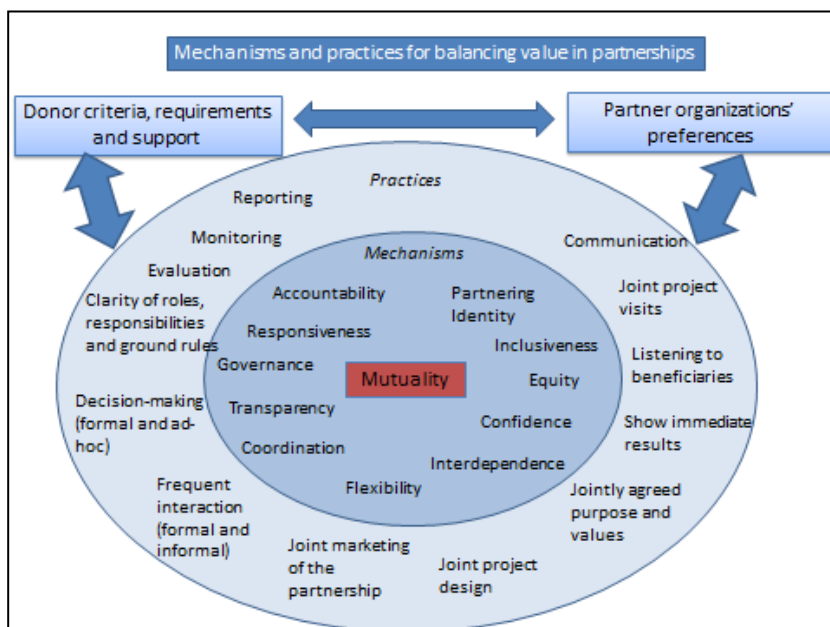 Mechanisms and practices for balancing value in partnerships
Donor criteria, requirements
and support
Partner organizations'
preferences
Practices
Reporting
Monitoring
Evaluation
Clarity of roles,
responsibilities
and ground rules
Decision-making
(formal and ad-
hoc)
Frequent
interaction
(formal and
informal)
Joint marketing
of the
partnership
Joint project
design
Communication
Joint project
visits
Listening to
beneficiaries
Show immediate
results
Jointly agreed
purpose and
values
Mechanisms
Accountability
Responsiveness
Governance
Transparency
Coordination
Flexibility
Partnering
Identity
Inclusiveness
Equity
Confidence
Interdependence
Mutuality